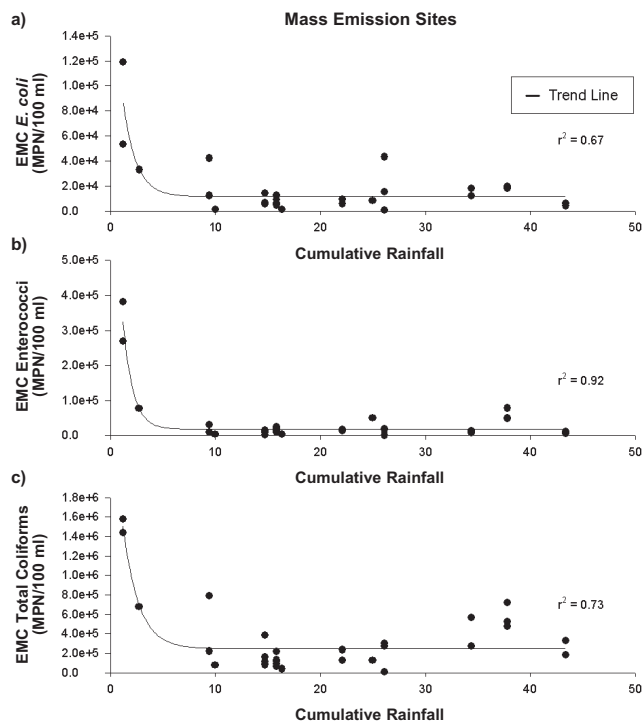 a)
Mass Emission Sites
EMC E. coli
(MPN/100 ml)
1.4e+5
1.2e+5
1.0e+5
8.0e+4
6.0e+4
4.0e+4
2.0e+4
0.0
Trend Line
r² = 0.67
0 10 20 30 40 50
Cumulative Rainfall
b)
EMC Enterococci
(MPN/100 ml)
5.0e+5
4.0e+5
3.0e+5
2.0e+5
1.0e+5
0.0
r² = 0.92
0 10 20 30 40 50
Cumulative Rainfall
c)
EMC Total Coliforms
(MPN/100 ml)
1.8e+6
1.6e+6
1.4e+6
1.2e+6
1.0e+6
8.0e+5
6.0e+5
4.0e+5
2.0e+5
0.0
r² = 0.73
0 10 20 30 40 50
Cumulative Rainfall